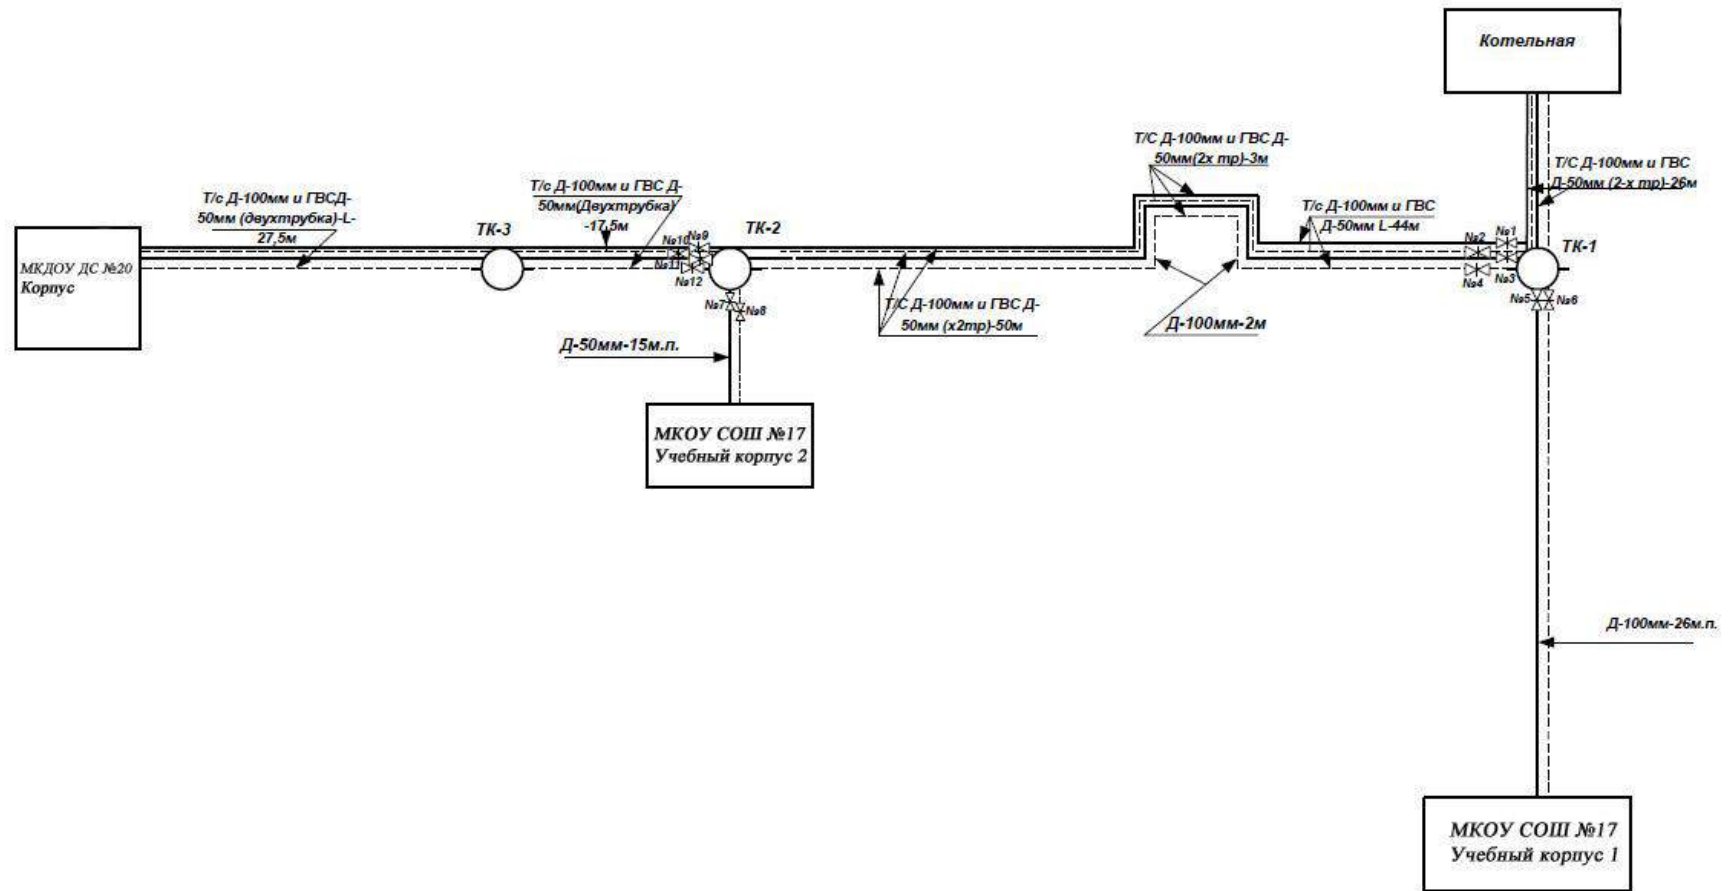 Котельная
Т/С Д-100мм и ГВС Д-
50мм(2х тр)-3м
Т/С Д-100мм и ГВС
Д-50мм (2-х тр)-26м
Т/с Д-100мм и ГВСД-
50мм (двухтрубка)-L-
27,5м
Т/с Д-100мм и ГВС Д-
50мм(Двухтрубка)
-17,5м
Т/с Д-100мм и ГВС
Д-50мм L-44м
ТК-3
ТК-2
ТК-1
№10
№9
№11
№12
№2
№1
№4
№3
№5
№6
№7
№8
МКДОУ ДС №20
Корпус
Т/С Д-100мм и ГВС Д-
50мм (х2тр)-50м
Д-100мм-2м
Д-50мм-15м.п.
МКОУ СОШ №17
Учебный корпус 2
Д-100мм-26м.п.
МКОУ СОШ №17
Учебный корпус 1